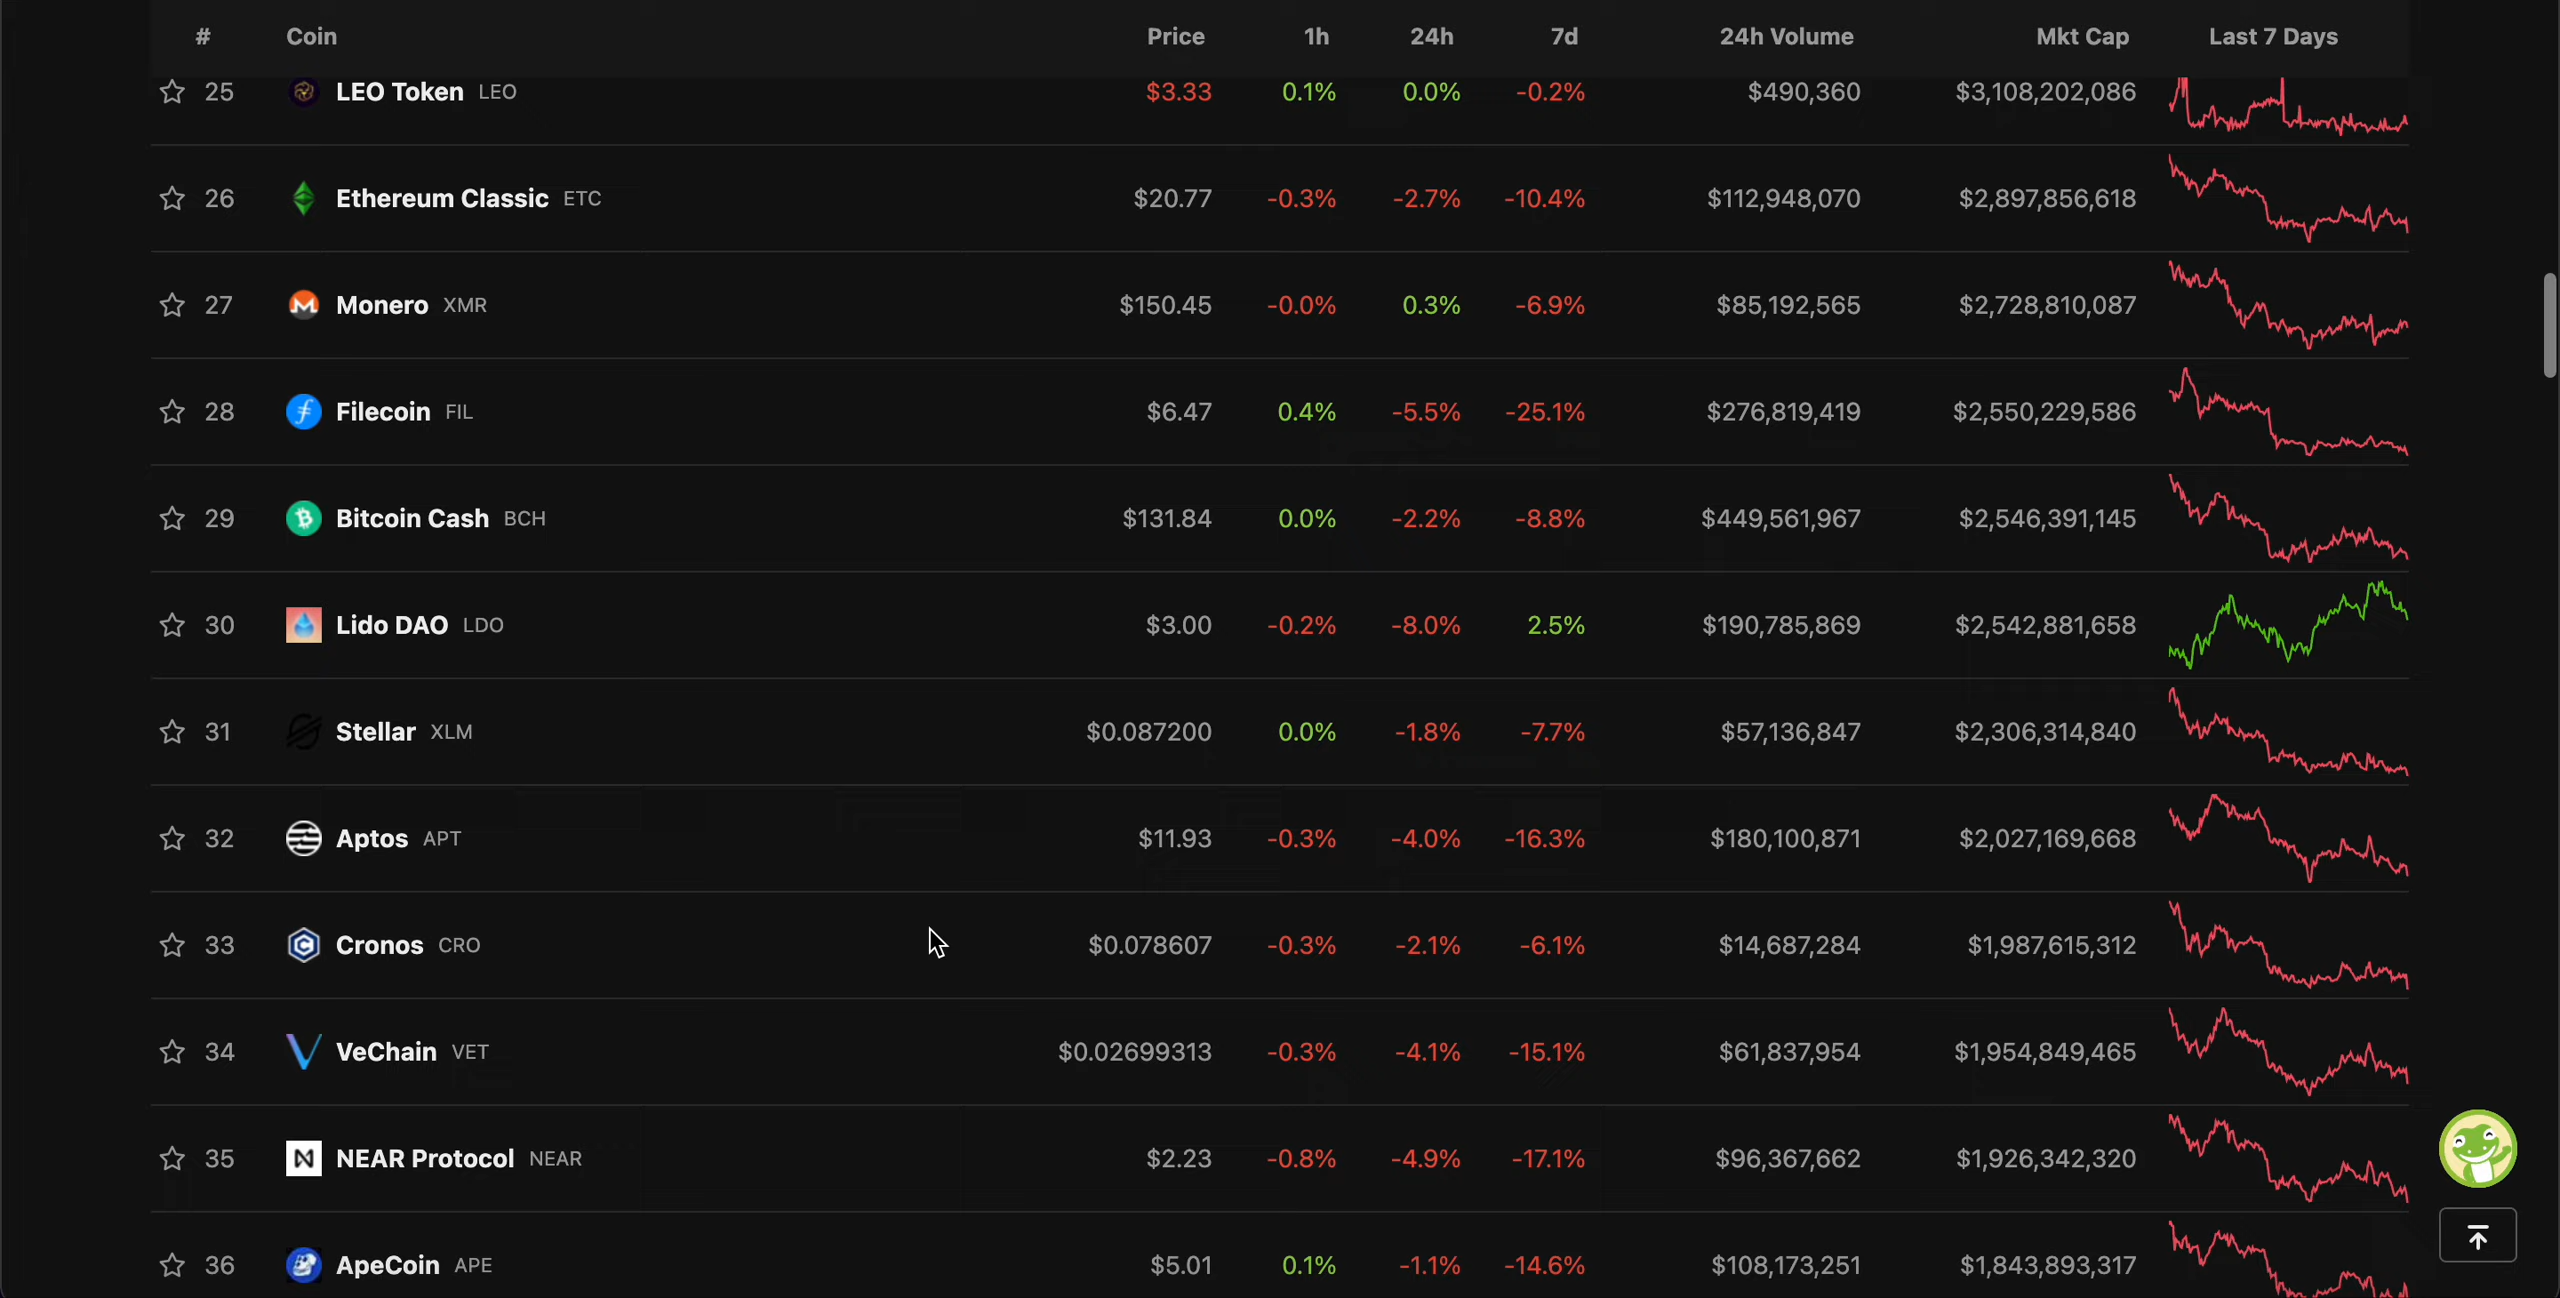 # Coin Price 1h 24h 7d 24h Volume Mkt Cap Last 7 Days
25 LEO Token LEO $3.33 0.1% 0.0% -0.2% $490,360 $3,108,202,086
26 Ethereum Classic ETC $20.77 -0.3% -2.7% -10.4% $112,948,070 $2,897,856,618
27 Monero XMR $150.45 -0.0% 0.3% -6.9% $85,192,565 $2,728,810,087
28 Filecoin FIL $6.47 0.4% -5.5% -25.1% $276,819,419 $2,550,229,586
29 Bitcoin Cash BCH $131.84 0.0% -2.2% -8.8% $449,561,967 $2,546,391,145
30 Lido DAO LDO $3.00 -0.2% -8.0% 2.5% $190,785,869 $2,542,881,658
31 Stellar XLM $0.087200 0.0% -1.8% -7.7% $57,136,847 $2,306,314,840
32 Aptos APT $11.93 -0.3% -4.0% -16.3% $180,100,871 $2,027,169,668
33 Cronos CRO $0.078607 -0.3% -2.1% -6.1% $14,687,284 $1,987,615,312
34 VeChain VET $0.02699313 -0.3% -4.1% -15.1% $61,837,954 $1,954,849,465
35 NEAR Protocol NEAR $2.23 -0.8% -4.9% -17.1% $96,367,662 $1,926,342,320
36 ApeCoin APE $5.01 0.1% -1.1% -14.6% $108,173,251 $1,843,893,317